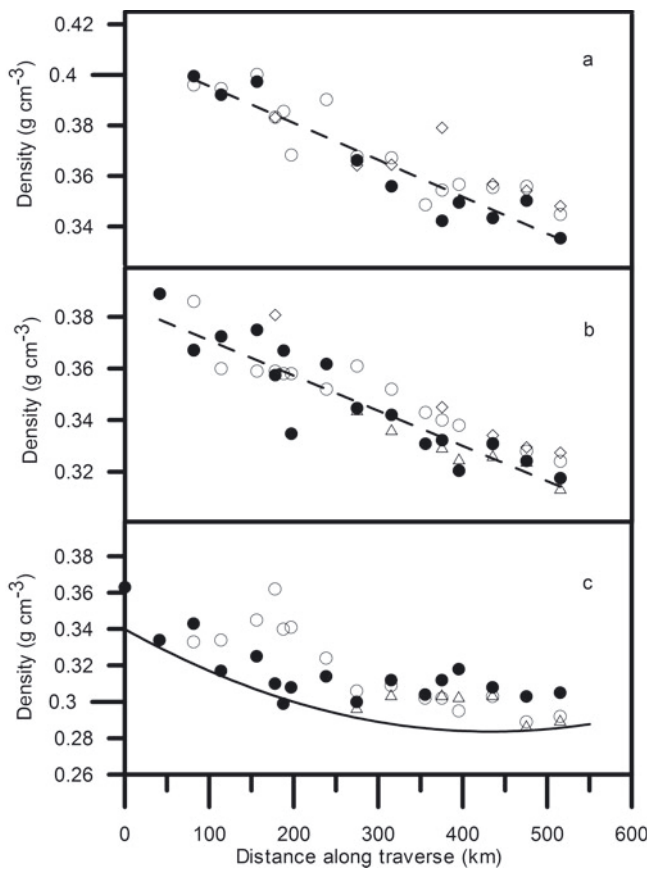 0.42
0.4
0.38
0.36
0.34
Density (g cm⁻³)
a
0.38
0.36
0.34
0.32
Density (g cm⁻³)
b
0.38
0.36
0.34
0.32
0.3
0.28
0.26
Density (g cm⁻³)
c
0 100 200 300 400 500 600
Distance along traverse (km)